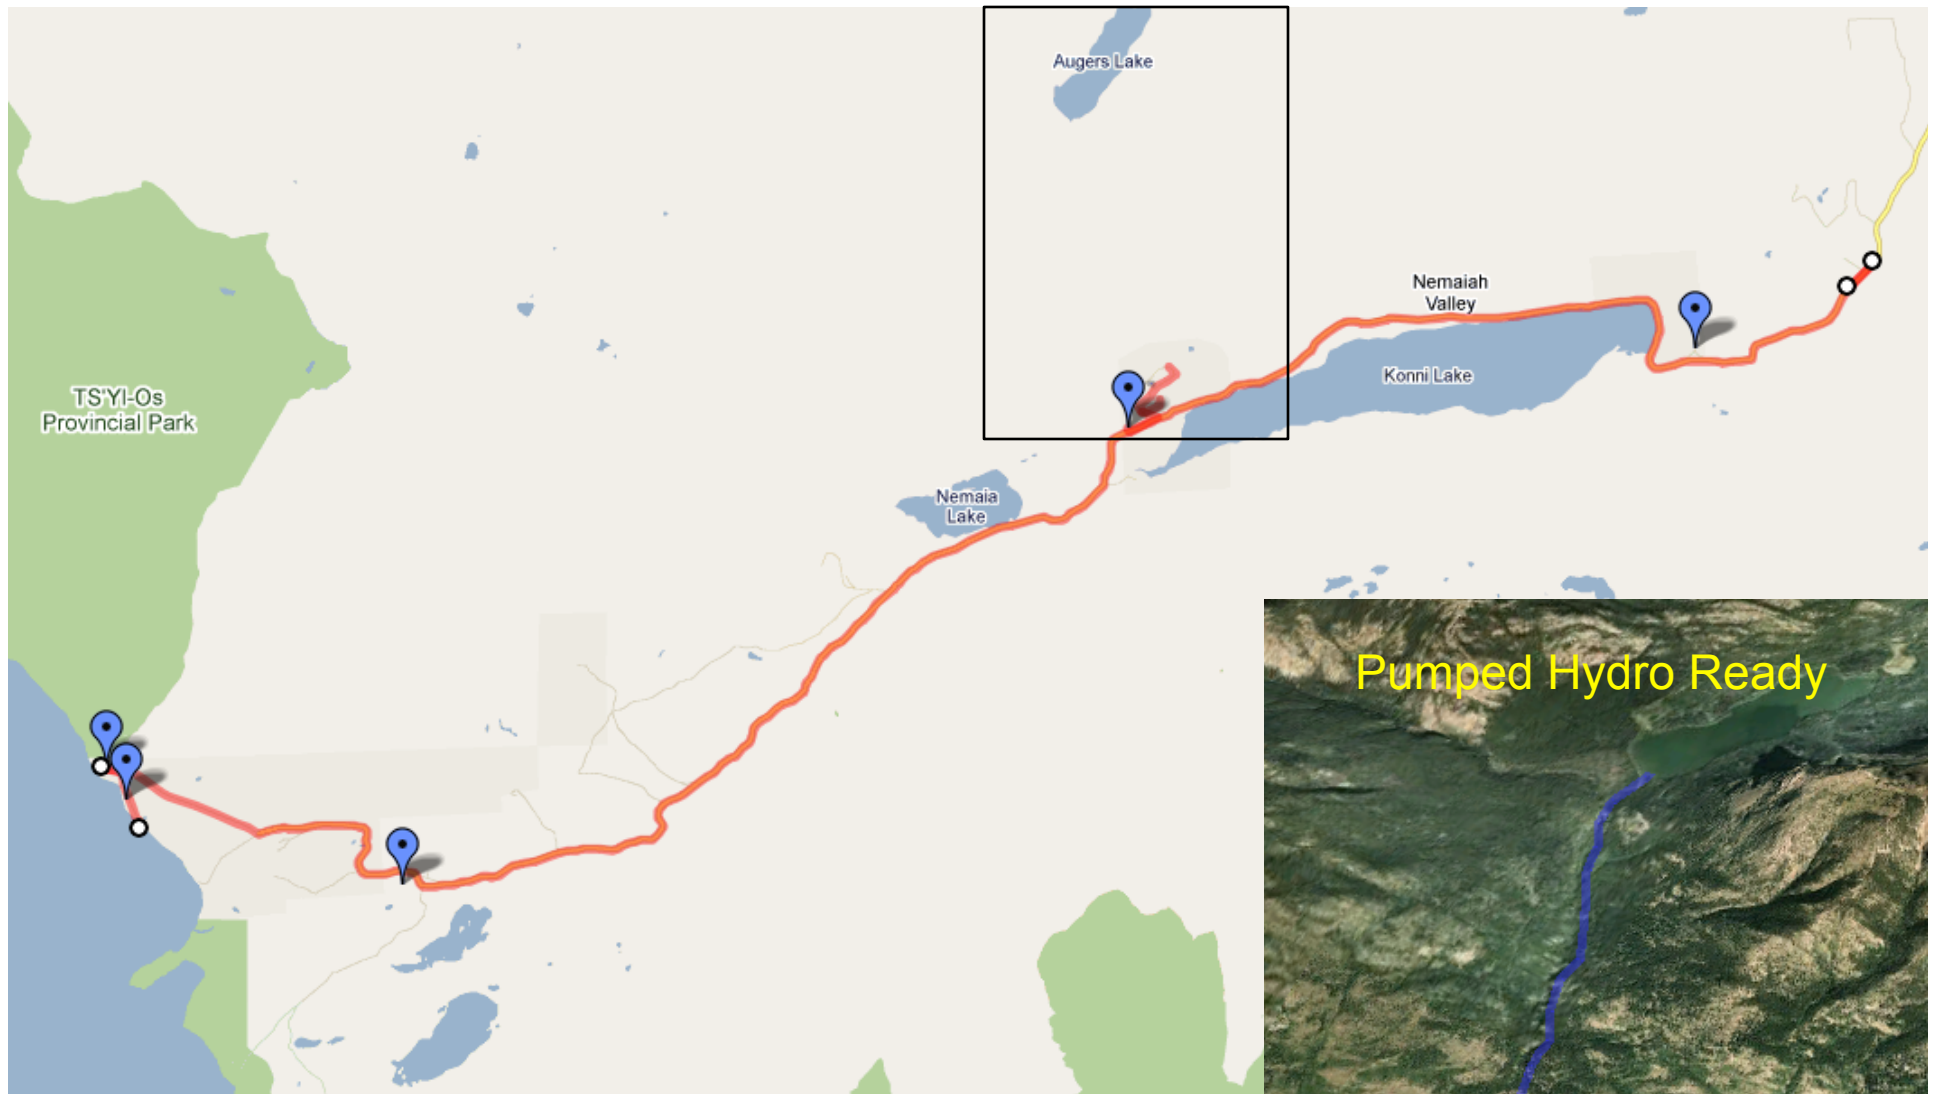 Augers Lake
Nemaiah
Valley
Konni Lake
TS'YI-Os
Provincial Park
Nemaia
Lake
Pumped Hydro Ready